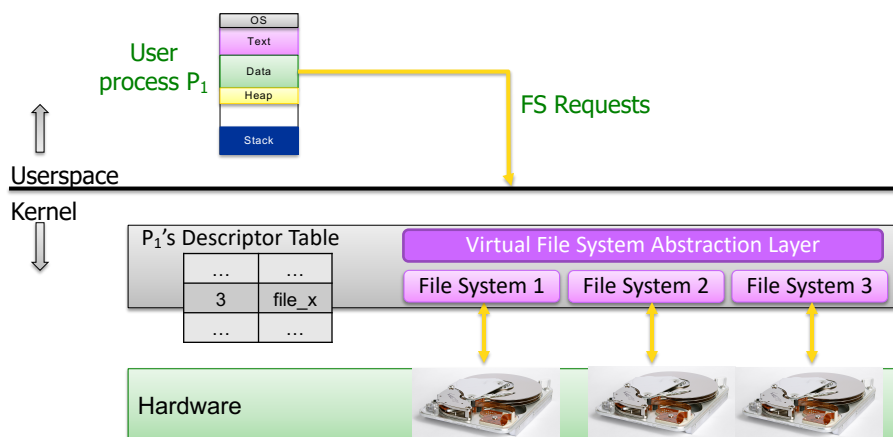 OS
Text
User
process P₁
Data
Heap
FS Requests
Stack
Userspace
Kernel
P₁'s Descriptor Table
Virtual File System Abstraction Layer
… …
File System 1 File System 2 File System 3
3 file_x
… …
Hardware